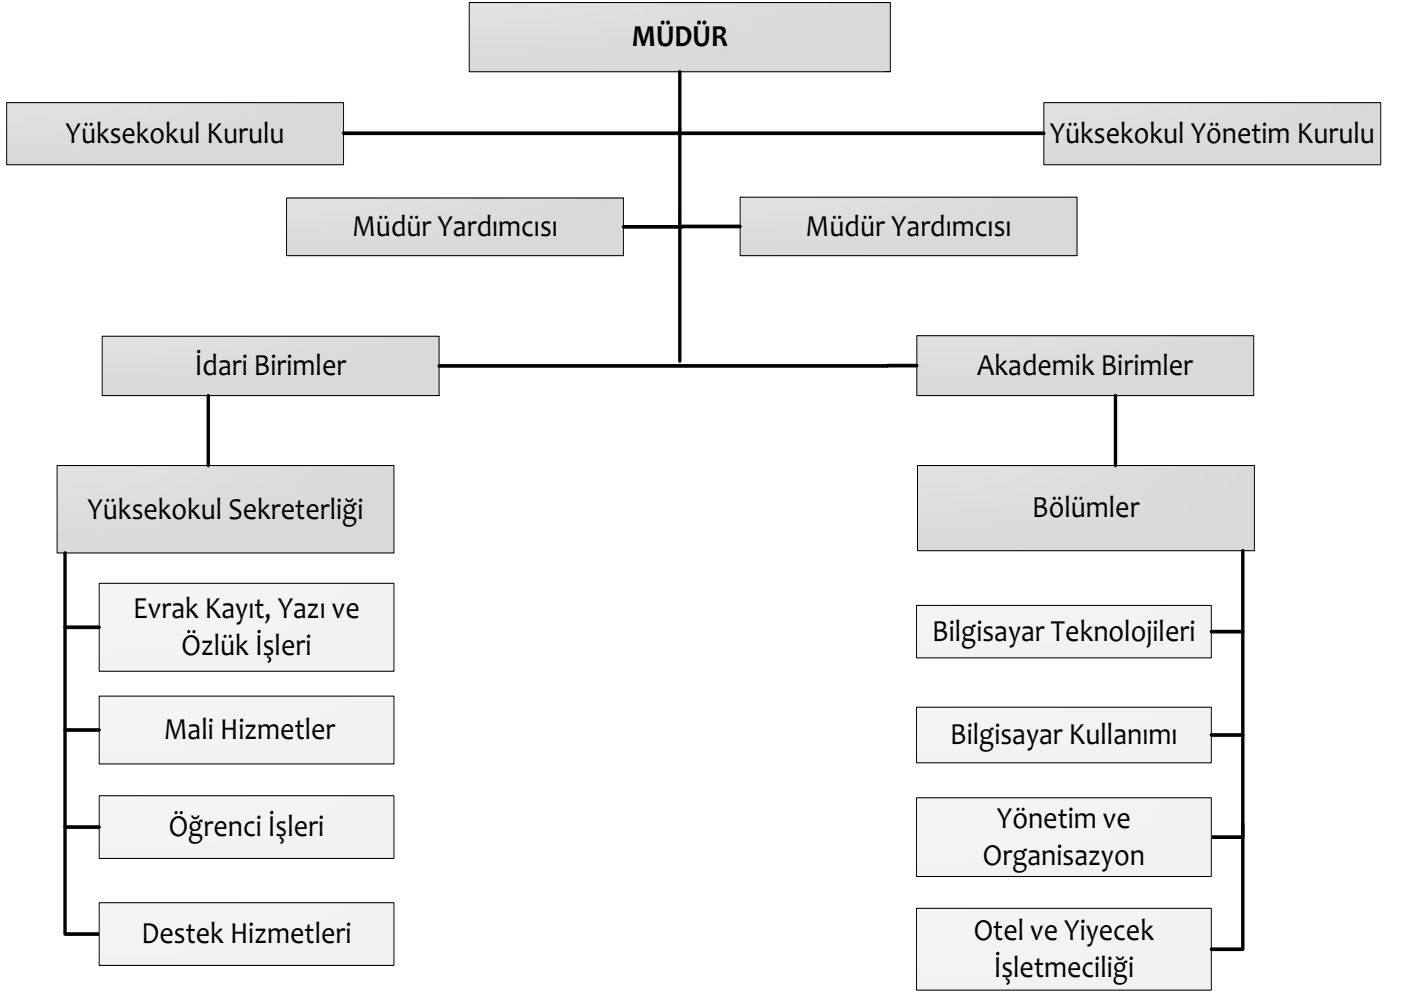 MÜDÜR
Yüksekokul Kurulu
Yüksekokul Yönetim Kurulu
Müdür Yardımcısı
Müdür Yardımcısı
İdari Birimler
Akademik Birimler
Yüksekokul Sekreterliği
Bölümler
Evrak Kayıt, Yazı ve
Özlük İşleri
Mali Hizmetler
Öğrenci İşleri
Destek Hizmetleri
Bilgisayar Teknolojileri
Bilgisayar Kullanımı
Yönetim ve
Organisazyon
Otel ve Yiyecek
İşletmeciliği